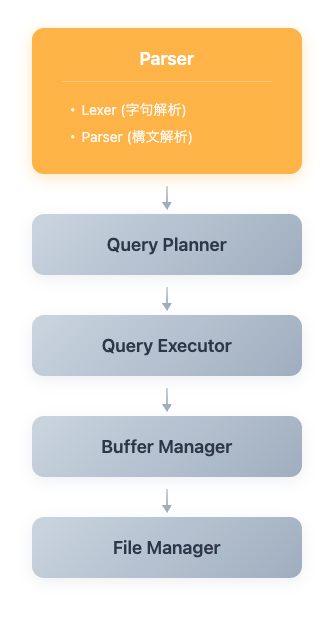 Parser
・Lexer (字句解析)
・Parser (構文解析)
Query Planner
Query Executor
Buffer Manager
File Manager